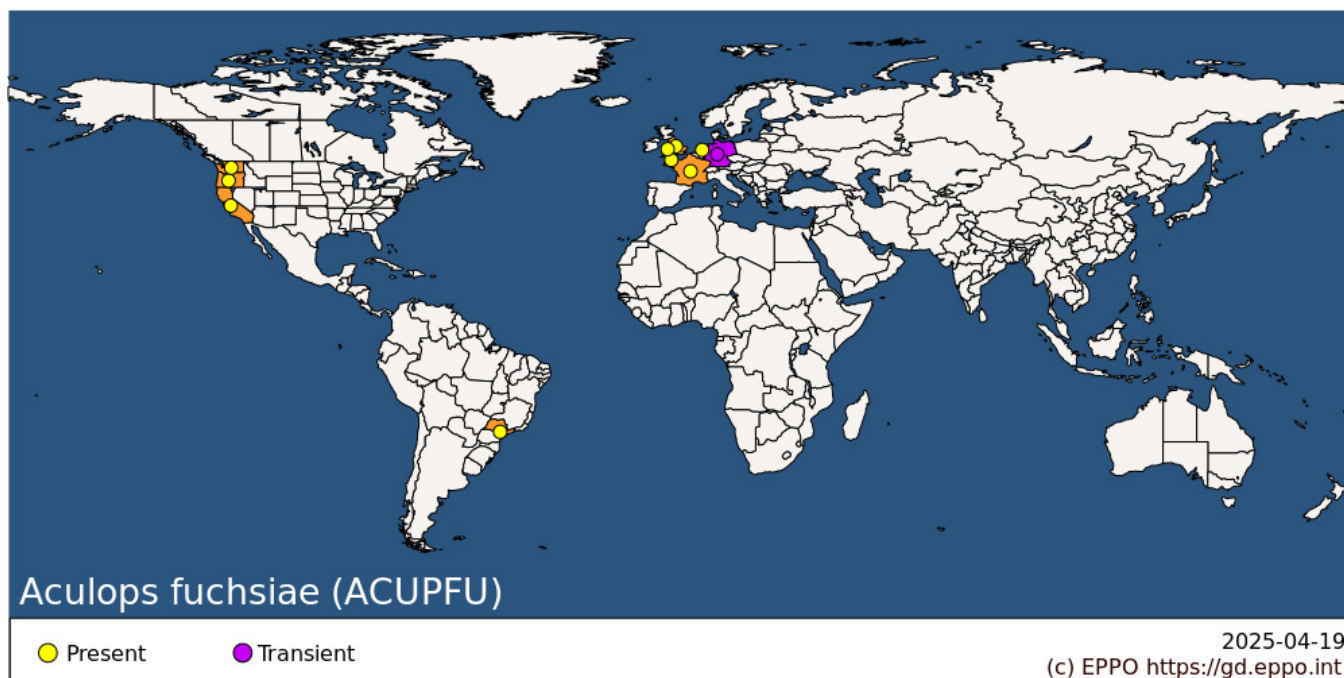 Aculops fuchsiae (ACUPFU)
Present
Transient
2025-04-19
(c) EPPO https://gd.eppo.int